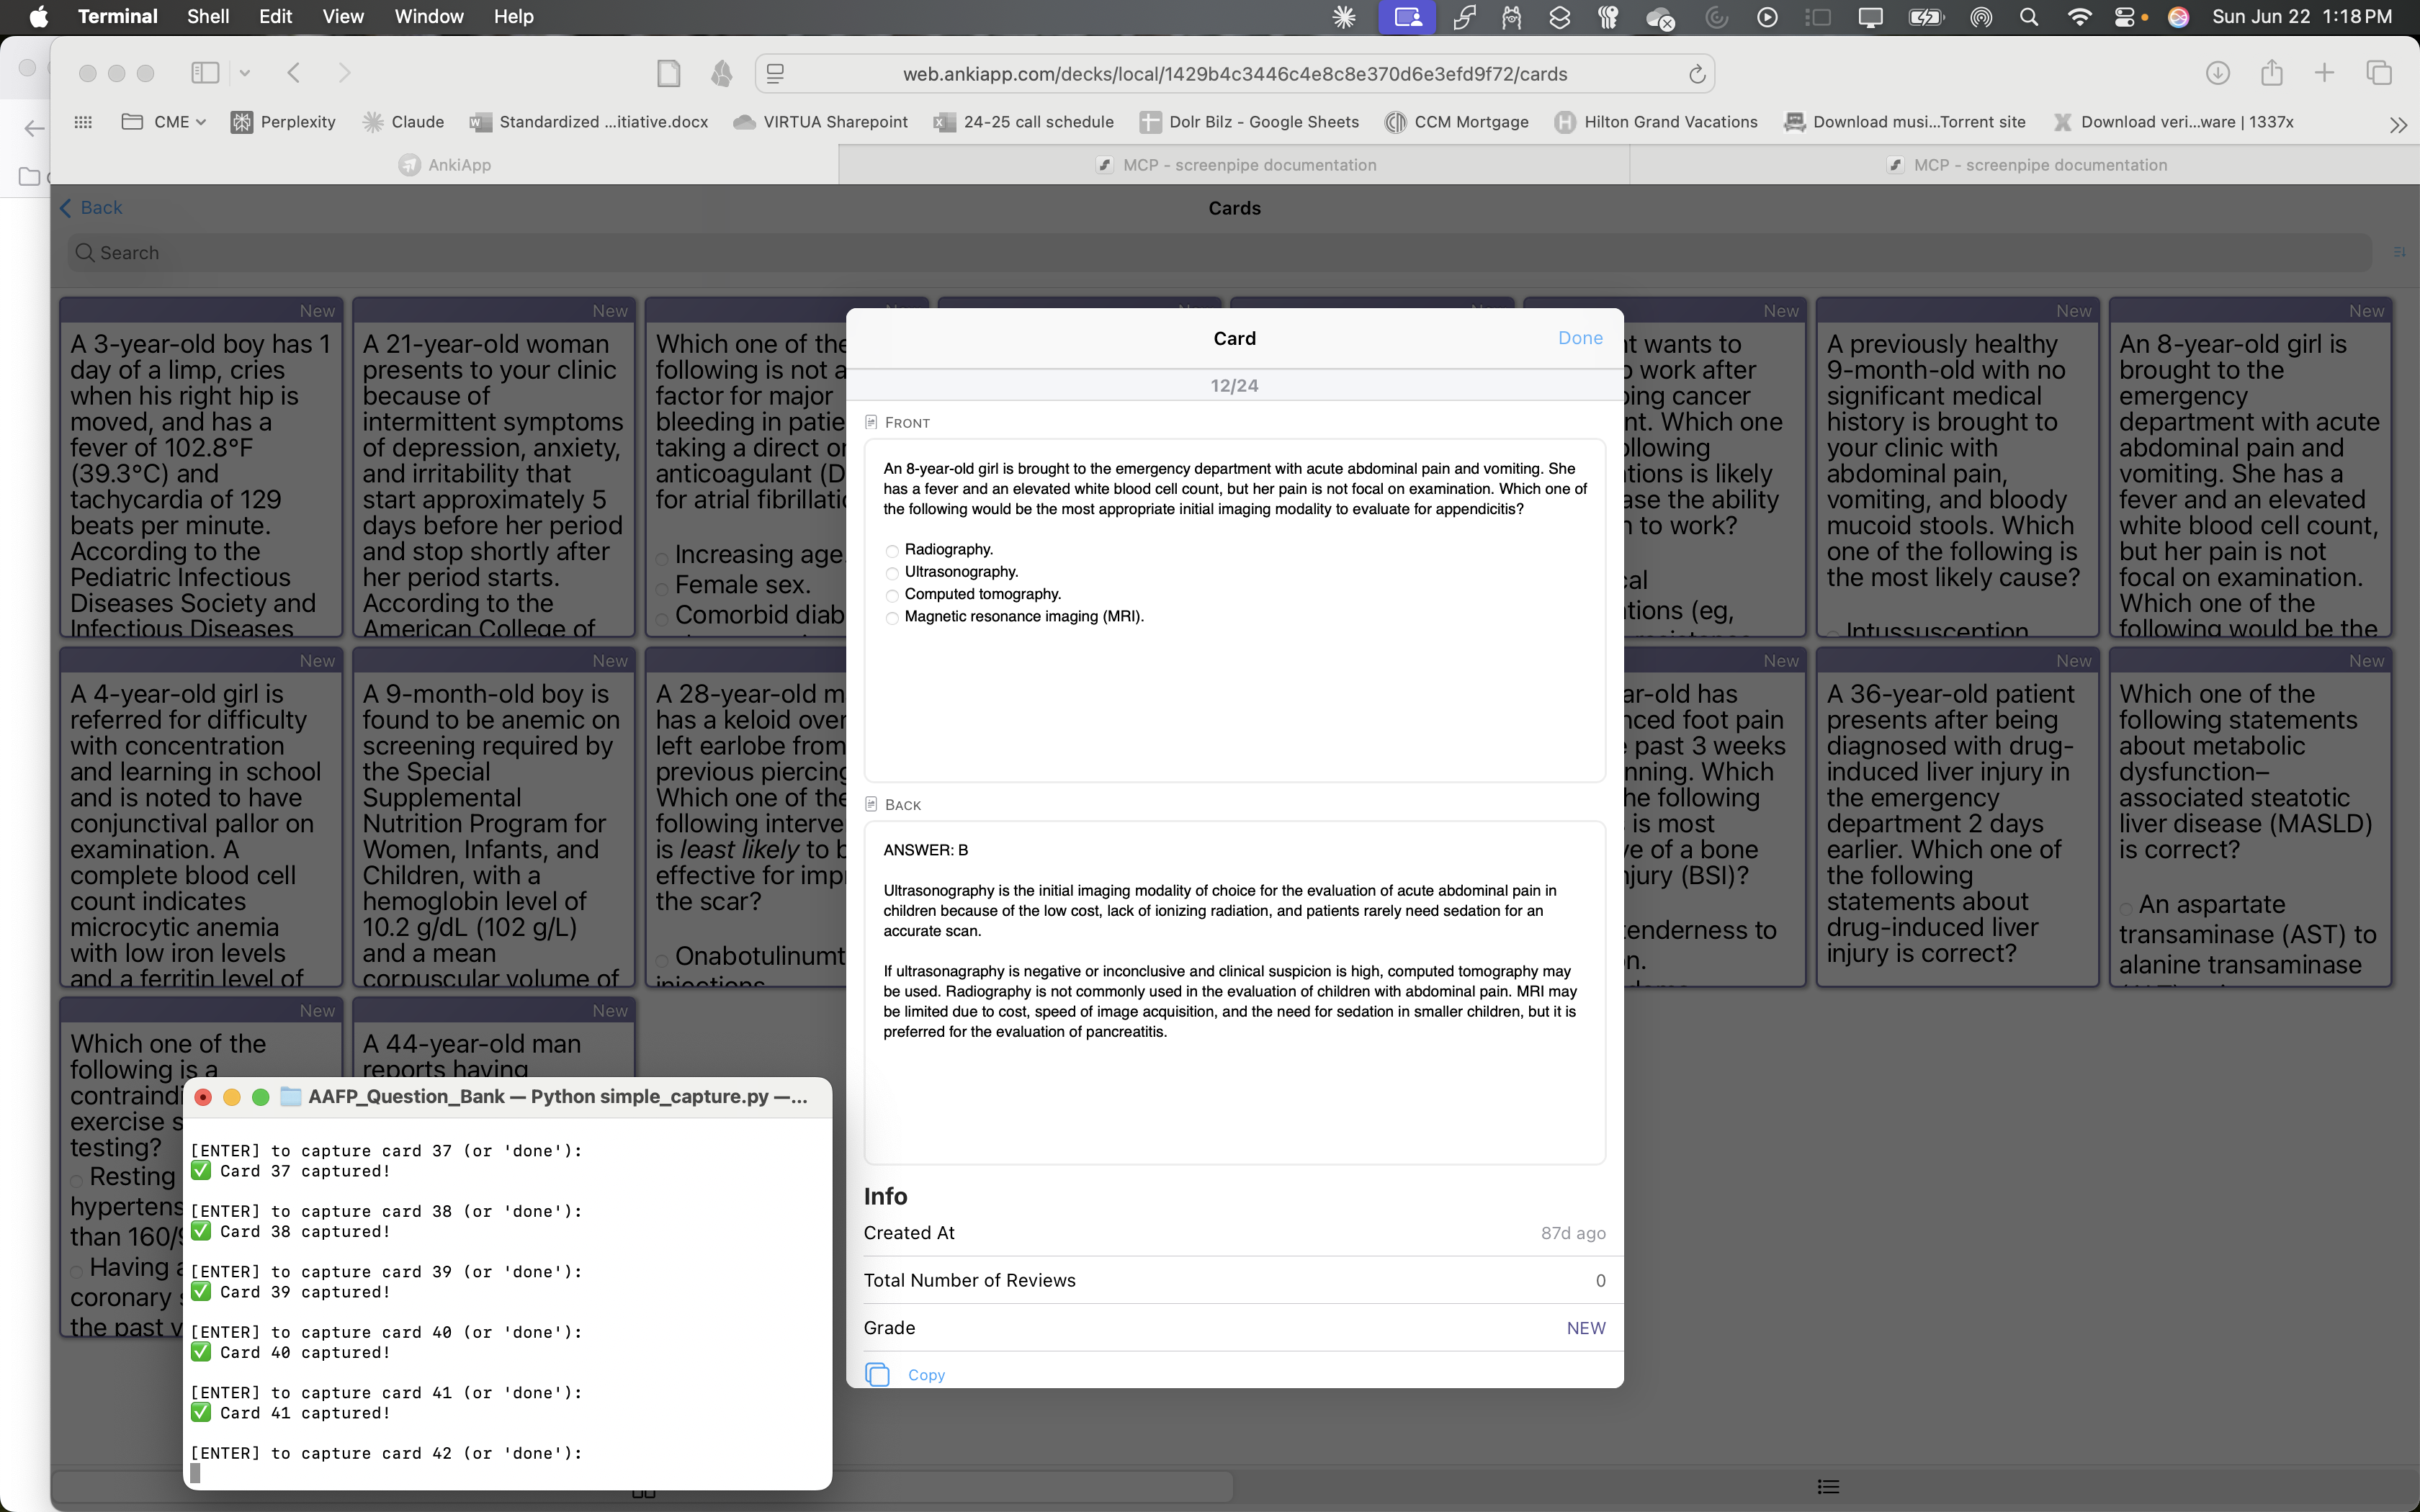 Terminal Shell Edit View Window Help
Sun Jun 22 1:18 PM
web.ankiapp.com/decks/local/1429b4c3446c4e8c8e370d6e3efd9f72/cards
CME Perplexity Claude Standardized ...itiative.docx VIRTUA Sharepoint 24-25 call schedule Dolr Bilz - Google Sheets CCM Mortgage Hilton Grand Vacations Download musi...Torrent site Download veri...ware | 1337x
AnkiApp
MCP - screenpipe documentation
MCP - screenpipe documentation
Back
Cards
Search
New
A 3-year-old boy has 1
day of a limp, cries
when his right hip is
moved, and has a
fever of 102.8°F
(39.3°C) and
tachycardia of 129
beats per minute.
According to the
Pediatric Infectious
Diseases Society and
Infectious Diseases
New
A 21-year-old woman
presents to your clinic
because of
intermittent symptoms
of depression, anxiety,
and irritability that
start approximately 5
days before her period
and stop shortly after
her period starts.
According to the
American College of
Which one of the
following is not a
factor for major
bleeding in patie
taking a direct or
anticoagulant (D
for atrial fibrillatio
Increasing age.
Female sex.
Comorbid diab
New
t wants to
o work after
ing cancer
nt. Which one
ollowing
tions is likely
ase the ability
n to work?
cal
tions (eg,
New
A previously healthy
9-month-old with no
significant medical
history is brought to
your clinic with
abdominal pain,
vomiting, and bloody
mucoid stools. Which
one of the following is
the most likely cause?
Intussusception
New
An 8-year-old girl is
brought to the
emergency
department with acute
abdominal pain and
vomiting. She has a
fever and an elevated
white blood cell count,
but her pain is not
focal on examination.
Which one of the
following would be the
New
A 4-year-old girl is
referred for difficulty
with concentration
and learning in school
and is noted to have
conjunctival pallor on
examination. A
complete blood cell
count indicates
microcytic anemia
with low iron levels
and a ferritin level of
New
A 9-month-old boy is
found to be anemic on
screening required by
the Special
Supplemental
Nutrition Program for
Women, Infants, and
Children, with a
hemoglobin level of
10.2 g/dL (102 g/L)
and a mean
corpuscular volume of
A 28-year-old m
has a keloid over
left earlobe from
previous piercing
Which one of the
following interve
is least likely to b
effective for imp
the scar?
Onabotulinumt
injections
New
ar-old has
nced foot pain
e past 3 weeks
nning. Which
he following
is most
ve of a bone
jury (BSI)?
tenderness to
n.
New
A 36-year-old patient
presents after being
diagnosed with drug-
induced liver injury in
the emergency
department 2 days
earlier. Which one of
the following
statements about
drug-induced liver
injury is correct?
New
Which one of the
following statements
about metabolic
dysfunction–
associated steatotic
liver disease (MASLD)
is correct?
An aspartate
transaminase (AST) to
alanine transaminase
New
Which one of the
following is a
contraindi
exercise s
testing?
Resting
hypertens
than 160/9
Having a
coronary s
the past w
New
A 44-year-old man
reports having
Card
Done
12/24
FRONT
An 8-year-old girl is brought to the emergency department with acute abdominal pain and vomiting. She
has a fever and an elevated white blood cell count, but her pain is not focal on examination. Which one of
the following would be the most appropriate initial imaging modality to evaluate for appendicitis?
Radiography.
Ultrasonography.
Computed tomography.
Magnetic resonance imaging (MRI).
BACK
ANSWER: B
Ultrasonography is the initial imaging modality of choice for the evaluation of acute abdominal pain in
children because of the low cost, lack of ionizing radiation, and patients rarely need sedation for an
accurate scan.
If ultrasonagraphy is negative or inconclusive and clinical suspicion is high, computed tomography may
be used. Radiography is not commonly used in the evaluation of children with abdominal pain. MRI may
be limited due to cost, speed of image acquisition, and the need for sedation in smaller children, but it is
preferred for the evaluation of pancreatitis.
Info
Created At 87d ago
Total Number of Reviews 0
Grade NEW
Copy
AAFP_Question_Bank — Python simple_capture.py —...
[ENTER] to capture card 37 (or 'done'):
✅ Card 37 captured!
[ENTER] to capture card 38 (or 'done'):
✅ Card 38 captured!
[ENTER] to capture card 39 (or 'done'):
✅ Card 39 captured!
[ENTER] to capture card 40 (or 'done'):
✅ Card 40 captured!
[ENTER] to capture card 41 (or 'done'):
✅ Card 41 captured!
[ENTER] to capture card 42 (or 'done'):